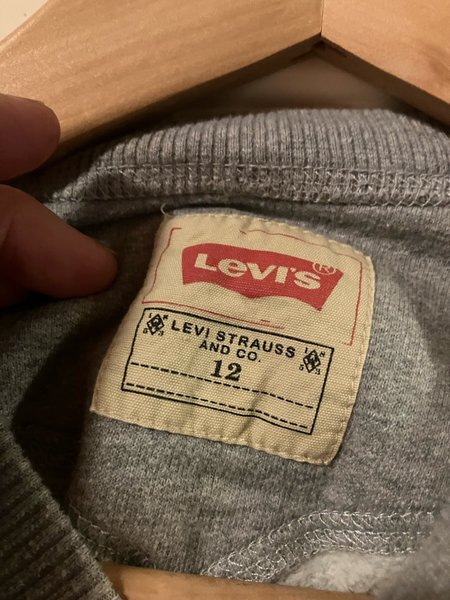 LEVI'S®
LEVI STRAUSS
AND CO.
12